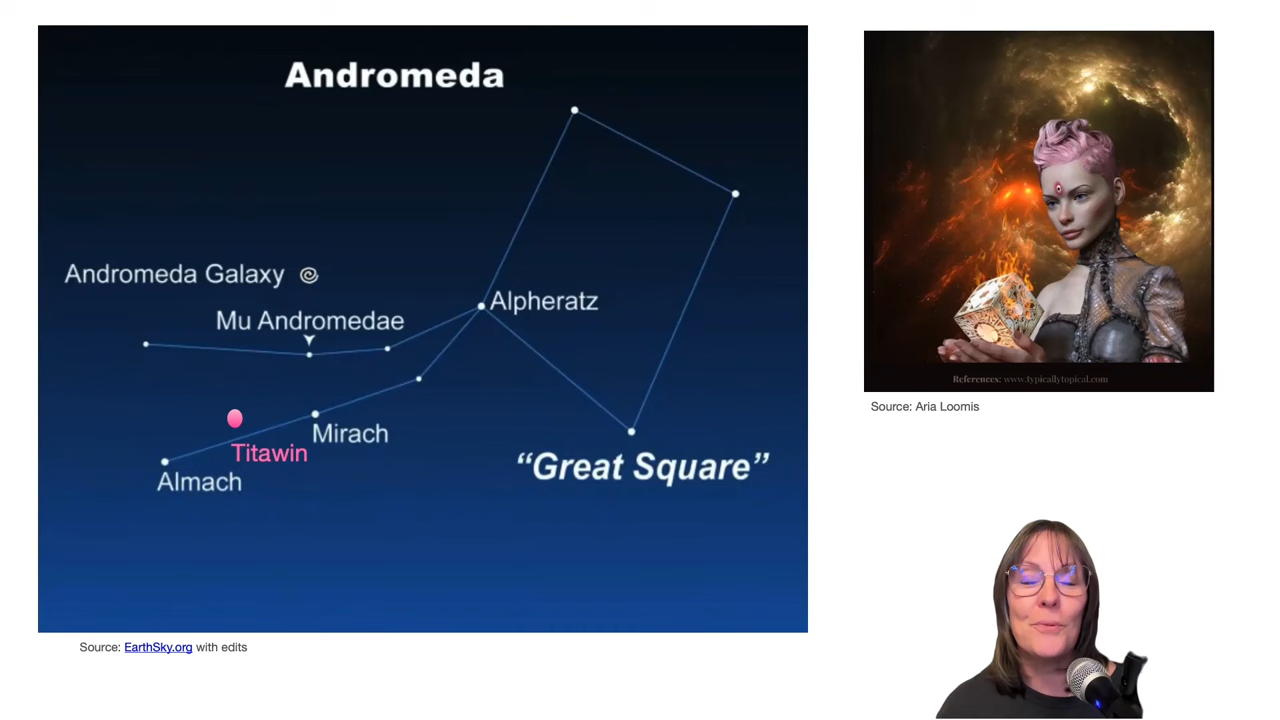 Andromeda
Andromeda Galaxy
Mu Andromedae
Alpheratz
Mirach
Titawin
"Great Square"
Almach
Source: EarthSky.org with edits
References: www.typicallytopical.com
Source: Aria Loomis